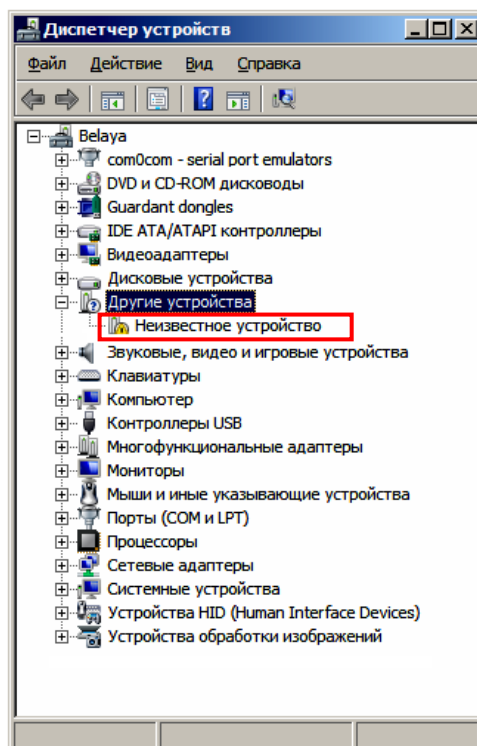 Диспетчер устройств
Файл Действие Вид Справка
Belaya
com0com - serial port emulators
DVD и CD-ROM дисководы
Guardant dongles
IDE ATA/ATAPI контроллеры
Видеоадаптеры
Дисковые устройства
Другие устройства
Неизвестное устройство
Звуковые, видео и игровые устройства
Клавиатуры
Компьютер
Контроллеры USB
Многофункциональные адаптеры
Мониторы
Мыши и иные указывающие устройства
Порты (COM и LPT)
Процессоры
Сетевые адаптеры
Системные устройства
Устройства HID (Human Interface Devices)
Устройства обработки изображений